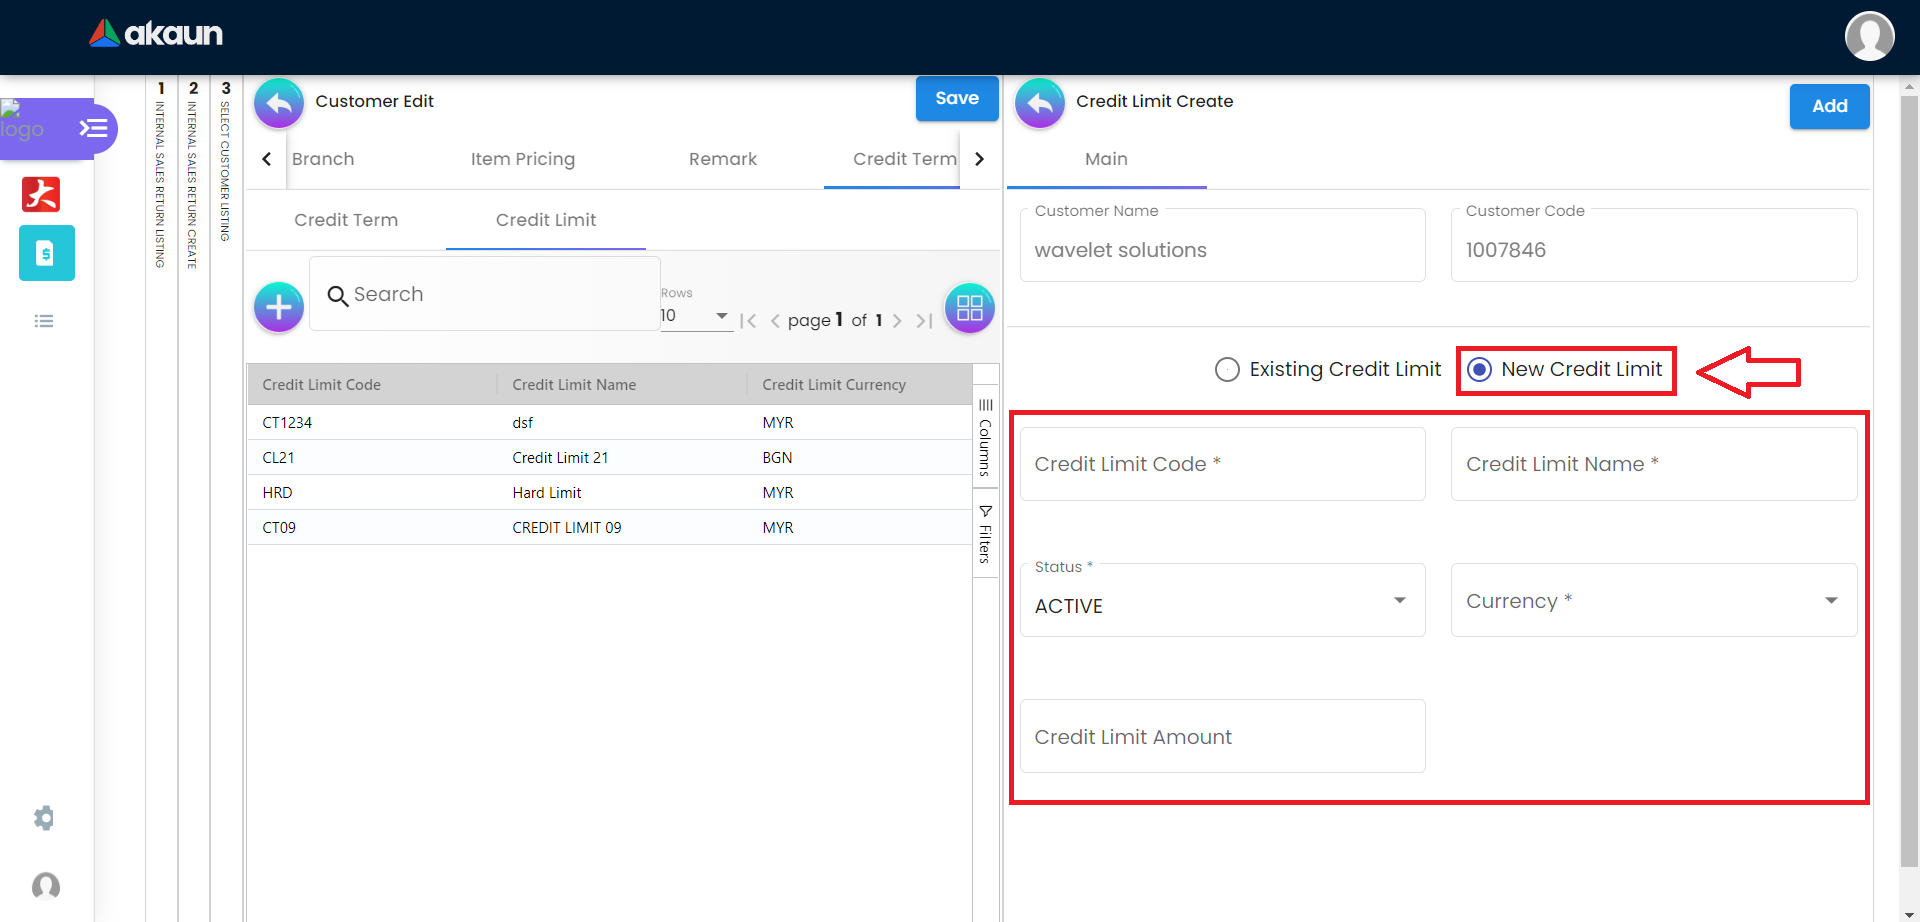 akaun
logo
1 INTERNAL SALES RETURN LISTING
2 INTERNAL SALES RETURN CREATE
3 SELECT CUSTOMER LISTING
Customer Edit
Save
Branch
Item Pricing
Remark
Credit Term
Credit Term
Credit Limit
Search
Rows
10
page 1 of 1
Credit Limit Code Credit Limit Name Credit Limit Currency
CT1234 dsf MYR
CL21 Credit Limit 21 BGN
HRD Hard Limit MYR
CT09 CREDIT LIMIT 09 MYR
Columns
Filters
Credit Limit Create
Add
Main
Customer Name
wavelet solutions
Customer Code
1007846
Existing Credit Limit
New Credit Limit
Credit Limit Code *
Credit Limit Name *
Status *
ACTIVE
Currency *
Credit Limit Amount